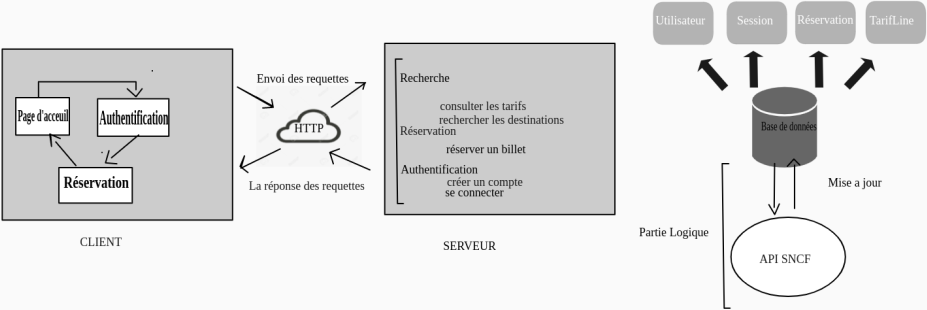 Page d'acceuil
Authentification
Réservation
CLIENT
Envoi des requettes
HTTP
La réponse des requettes
Recherche
consulter les tarifs
rechercher les destinations
Réservation
réserver un billet
Authentification
créer un compte
se connecter
SERVEUR
Utilisateur
Session
Réservation
TarifLine
Base de données
Mise a jour
Partie Logique
API SNCF